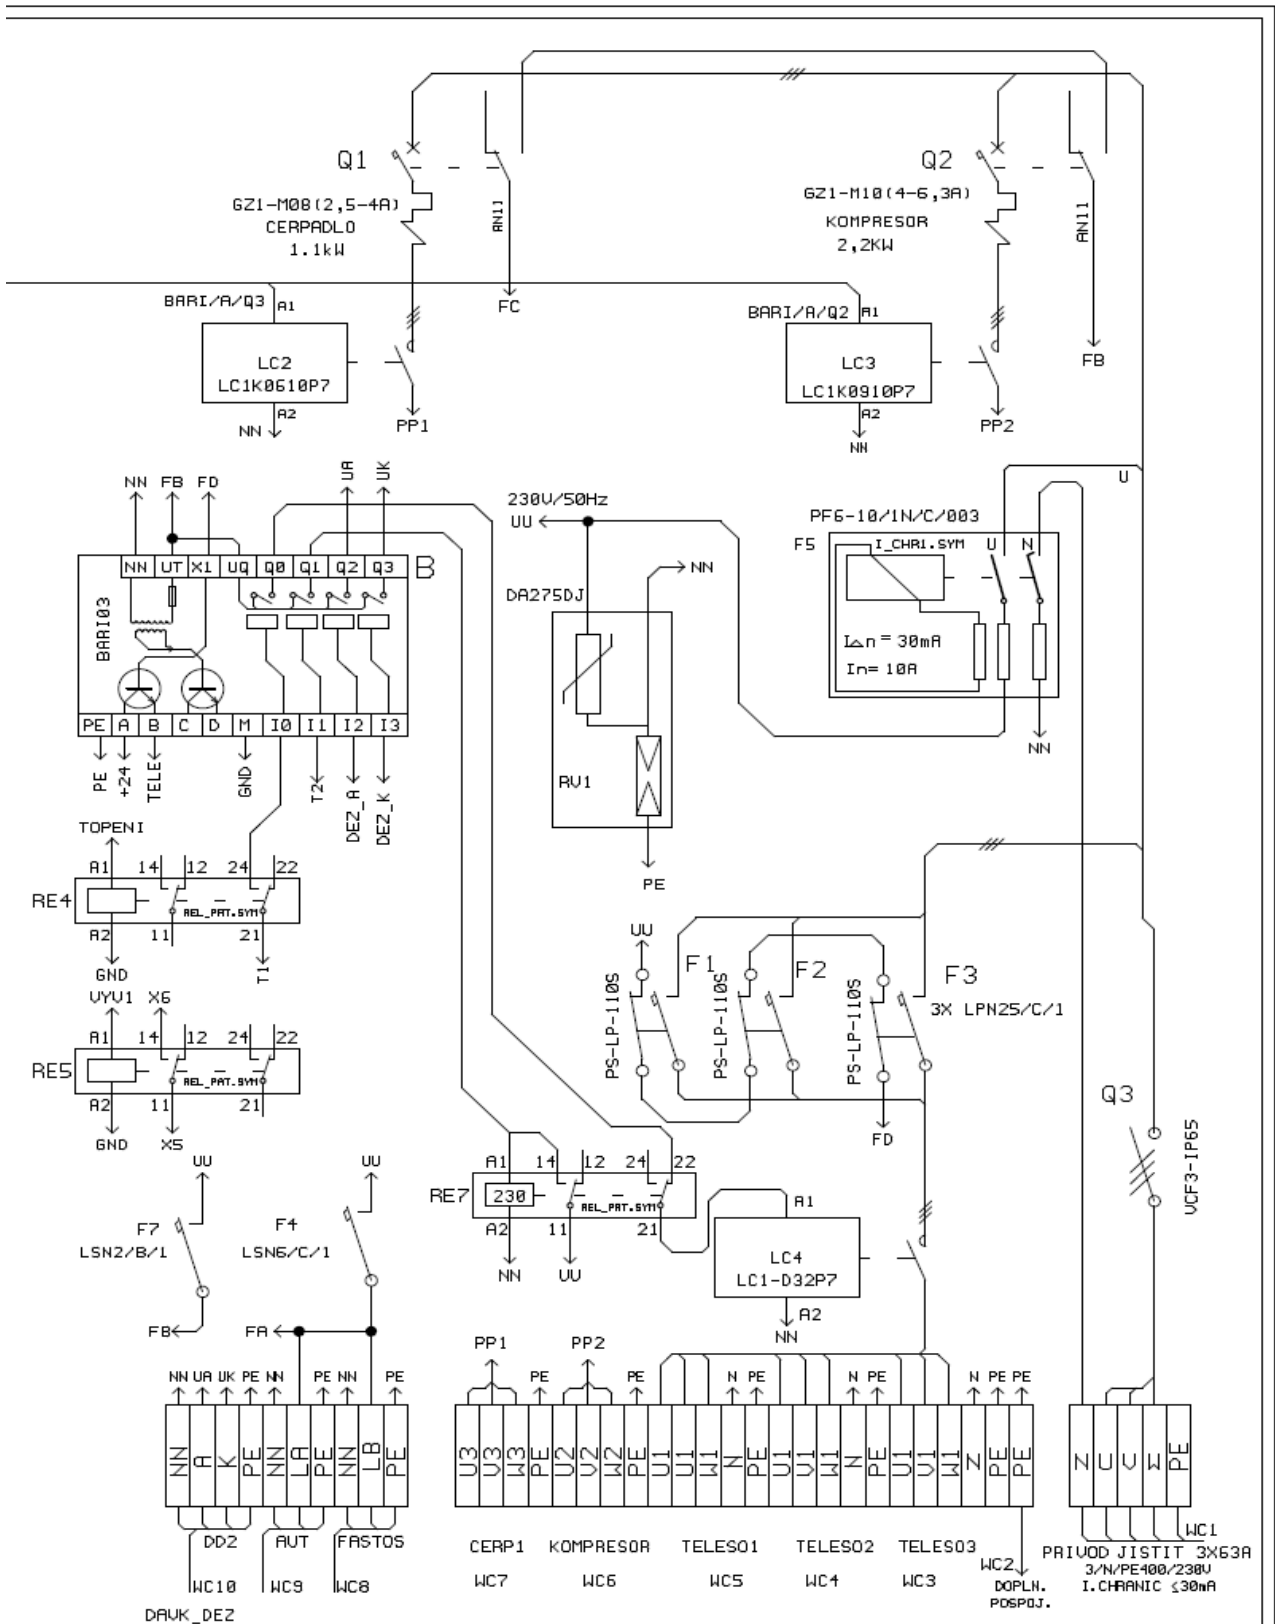 Q1
GZ1-M08(2,5-4A)
CERPADLO
1.1kW
AN11
FC
Q2
GZ1-M10(4-6,3A)
KOMPRESOR
2,2KW
AN11
FB
BARI/A/Q3 A1
LC2
LC1K0610P7
A2
NN
PP1
BARI/A/Q2 A1
LC3
LC1K0910P7
A2
NN
PP2
NN FB FD UA UK
NN UT X1 UQ Q0 Q1 Q2 Q3 B
BARI03
PE A B C D M I0 I1 I2 I3
PE +24 TELE GND T2 DEZ_A DEZ_K
230V/50Hz
UU
NN
DA275DJ
RV1
PE
U
PF6-10/1N/C/003
F5 I_CHR1.SYM U N
I△n = 30mA
In= 10A
NN
TOPENI
A1 14 12 24 22
RE4 REL_PAT.SYM
A2 11 21
GND T1
VYV1 X6
A1 14 12 24 22
RE5 REL_PAT.SYM
A2 11 21
GND X5
UU
PS-LP-110S F1
PS-LP-110S F2
PS-LP-110S F3
3X LPN25/C/1
FD
Q3
VCF3-IP65
UU UU
F7
LSN2/B/1
F4
LSN6/C/1
FB FA
A1 14 12 24 22
RE7 230 REL_PAT.SYM
A2 11 21
NN UU
A1
LC4
LC1-D32P7
A2
NN
PP1 PP2
NN UA UK PE NN PE NN PE
NN A K PE NN LA PE NN LB PE
DD2 AUT FASTOS
WC10 WC9 WC8
DAVK_DEZ
PE PE N PE N PE N PE PE
U3 V3 W3 PE U2 V2 W2 PE U1 U1 W1 N PE U1 V1 W1 N PE U1 V1 W1 N PE PE
CERP1 KOMPRESOR TELESO1 TELESO2 TELESO3
WC7 WC6 WC5 WC4 WC3 WC2
DOPLN.
POSPOJ.
N U V W PE
WC1
PRIVOD JISTIT 3X63A
3/N/PE400/230V
I.CHRANIC ≤30mA